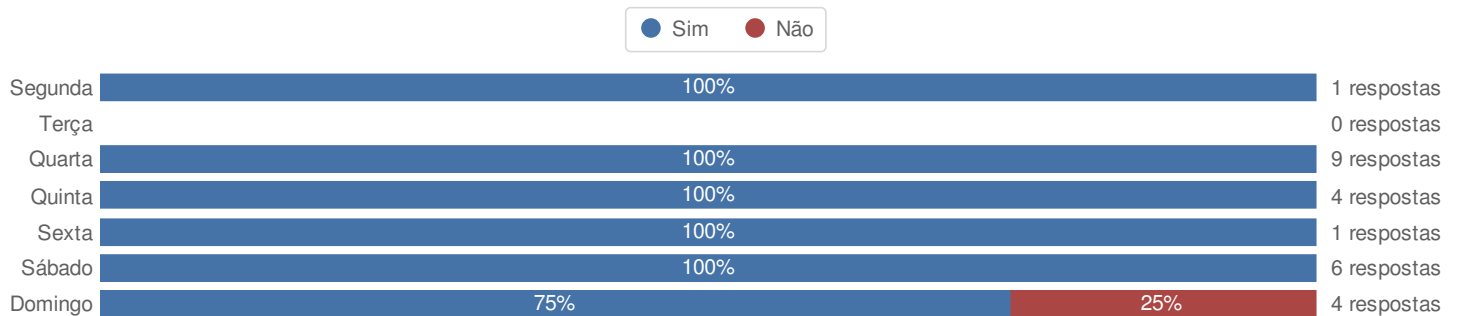 Sim Não
Segunda 100% 1 respostas
Terça 0 respostas
Quarta 100% 9 respostas
Quinta 100% 4 respostas
Sexta 100% 1 respostas
Sábado 100% 6 respostas
Domingo 75% 25% 4 respostas